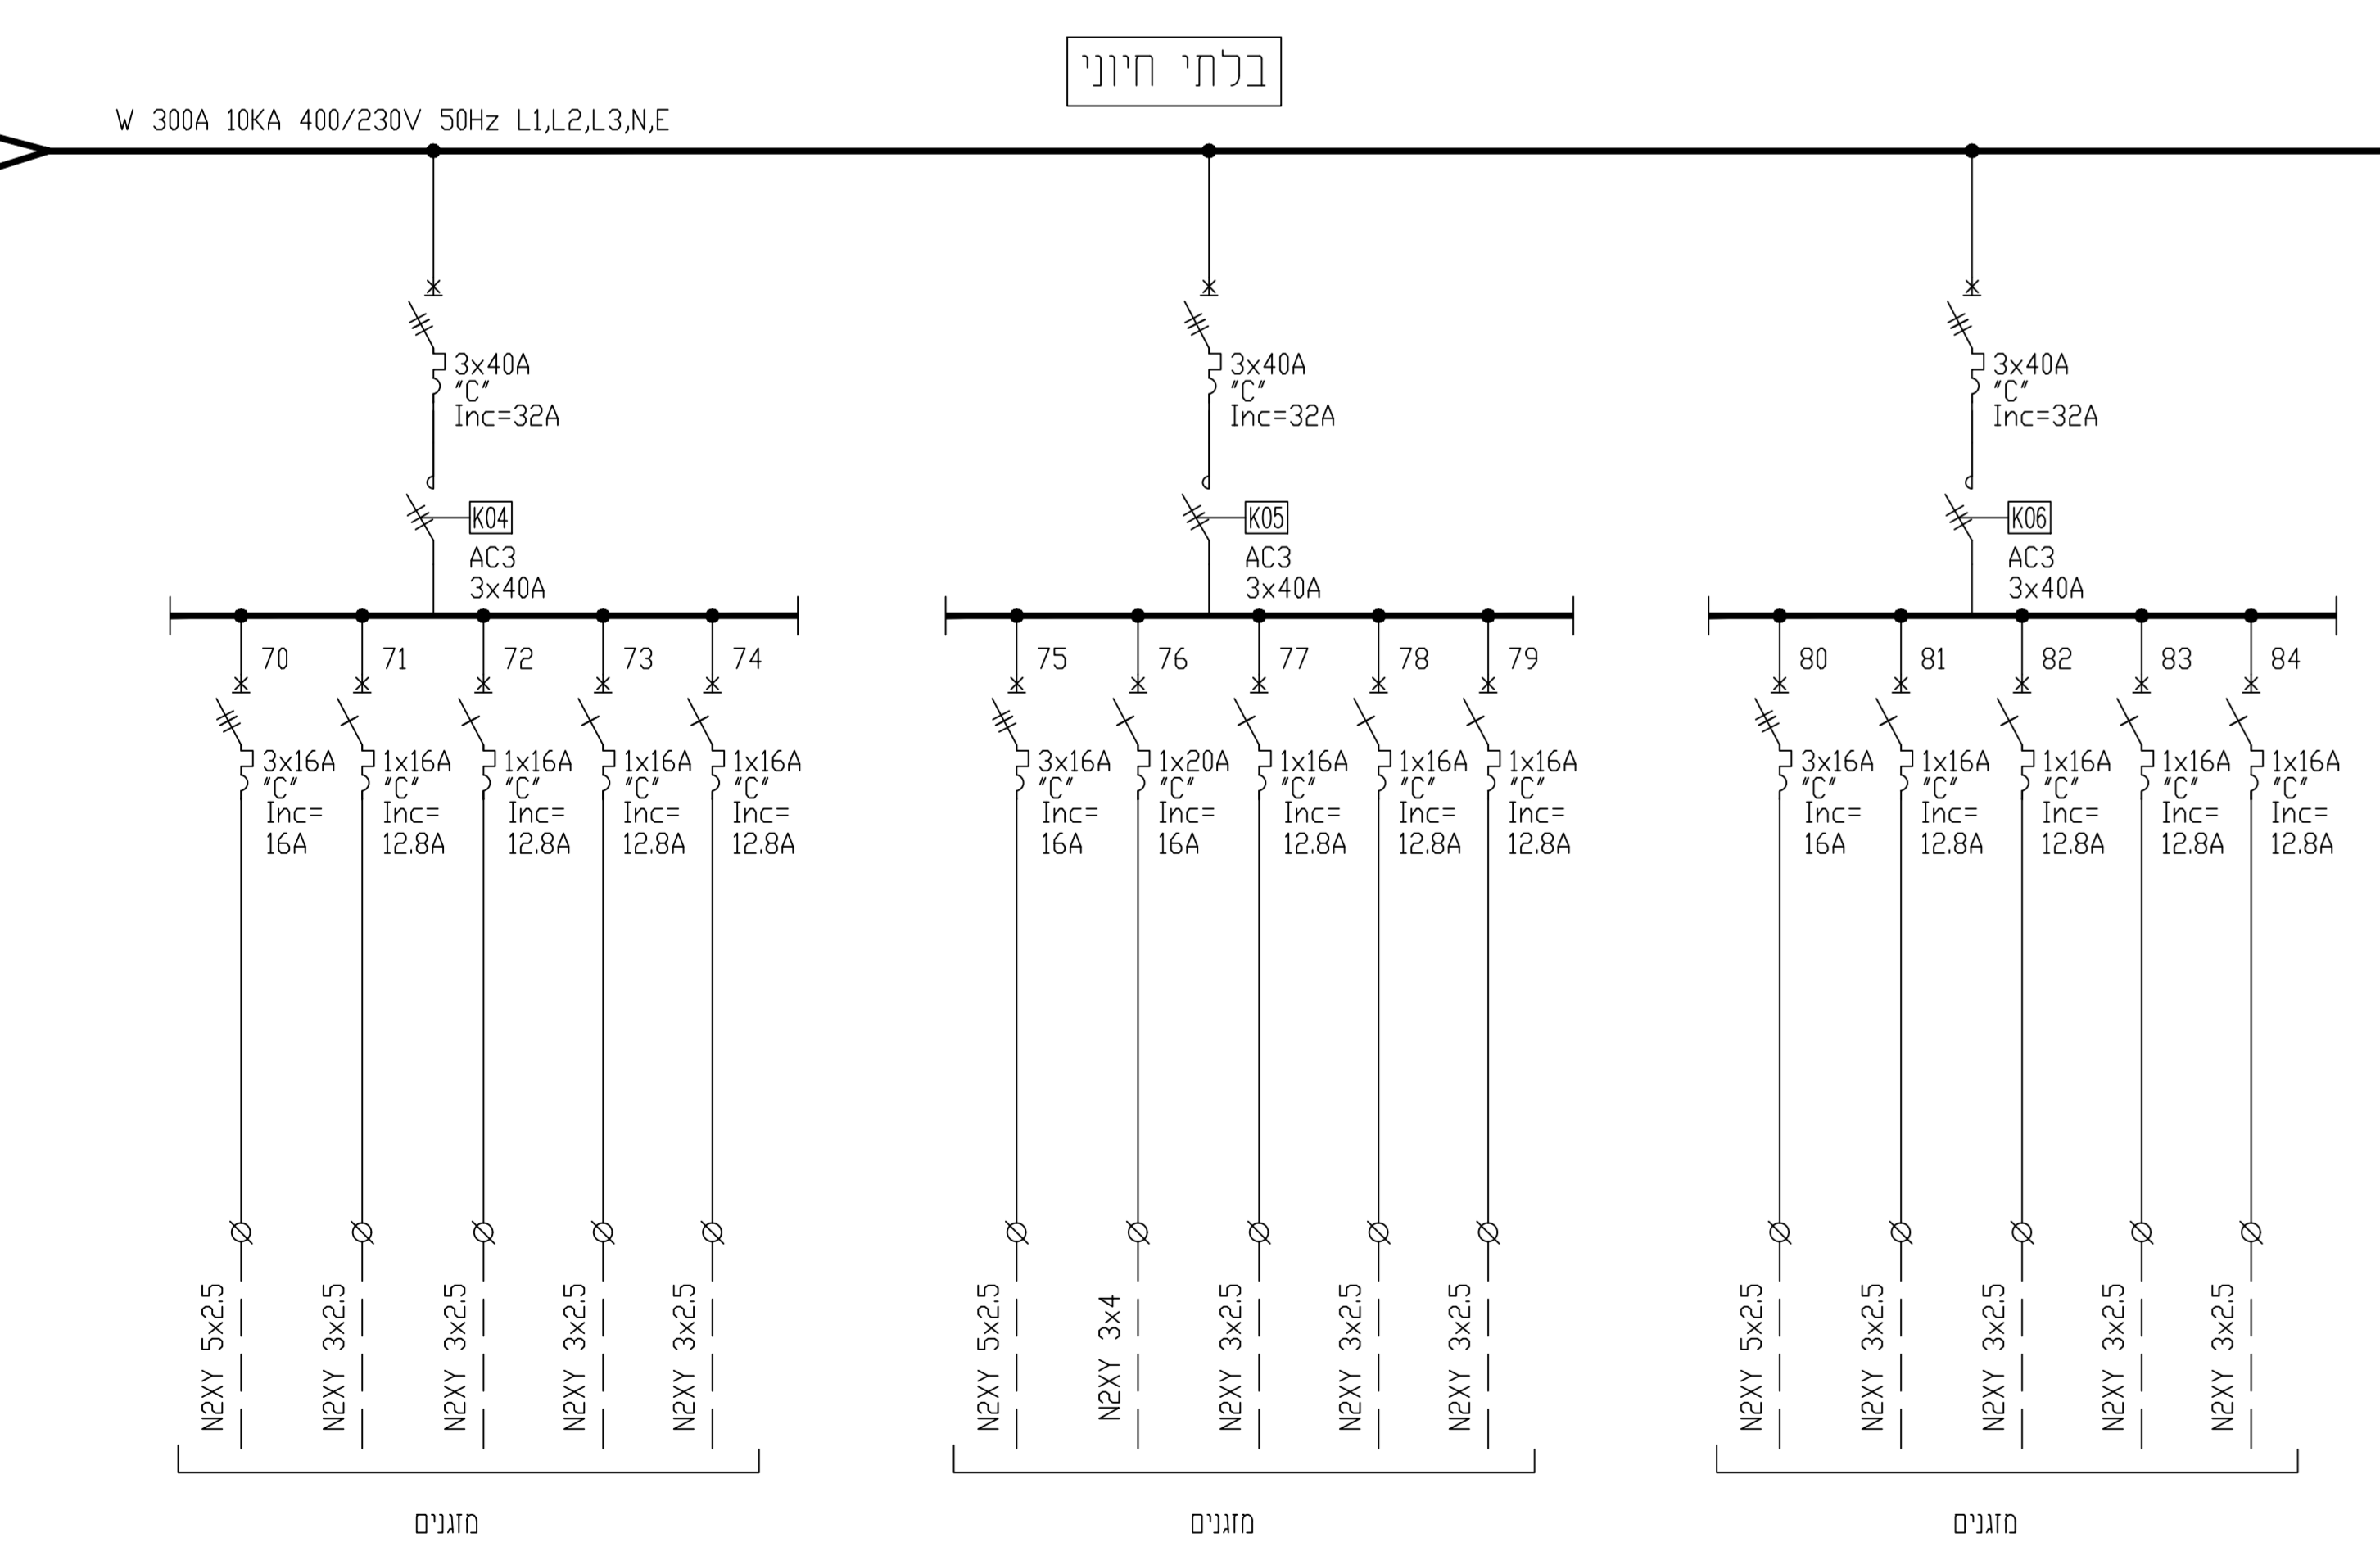 בלתי חיוני
W 300A 10KA 400/230V 50Hz L1,L2,L3,N,E
3x40A
"C"
Inc=32A
K04
AC3
3x40A
70
3x16A
"C"
Inc=
16A
N2XY 5x2.5
71
1x16A
"C"
Inc=
12.8A
N2XY 3x2.5
72
1x16A
"C"
Inc=
12.8A
N2XY 3x2.5
73
1x16A
"C"
Inc=
12.8A
N2XY 3x2.5
74
1x16A
"C"
Inc=
12.8A
N2XY 3x2.5
מזגנים
3x40A
"C"
Inc=32A
K05
AC3
3x40A
75
3x16A
"C"
Inc=
16A
N2XY 5x2.5
76
1x20A
"C"
Inc=
16A
N2XY 3x4
77
1x16A
"C"
Inc=
12.8A
N2XY 3x2.5
78
1x16A
"C"
Inc=
12.8A
N2XY 3x2.5
79
1x16A
"C"
Inc=
12.8A
N2XY 3x2.5
מזגנים
3x40A
"C"
Inc=32A
K06
AC3
3x40A
80
3x16A
"C"
Inc=
16A
N2XY 5x2.5
81
1x16A
"C"
Inc=
12.8A
N2XY 3x2.5
82
1x16A
"C"
Inc=
12.8A
N2XY 3x2.5
83
1x16A
"C"
Inc=
12.8A
N2XY 3x2.5
84
1x16A
"C"
Inc=
12.8A
N2XY 3x2.5
מזגנים